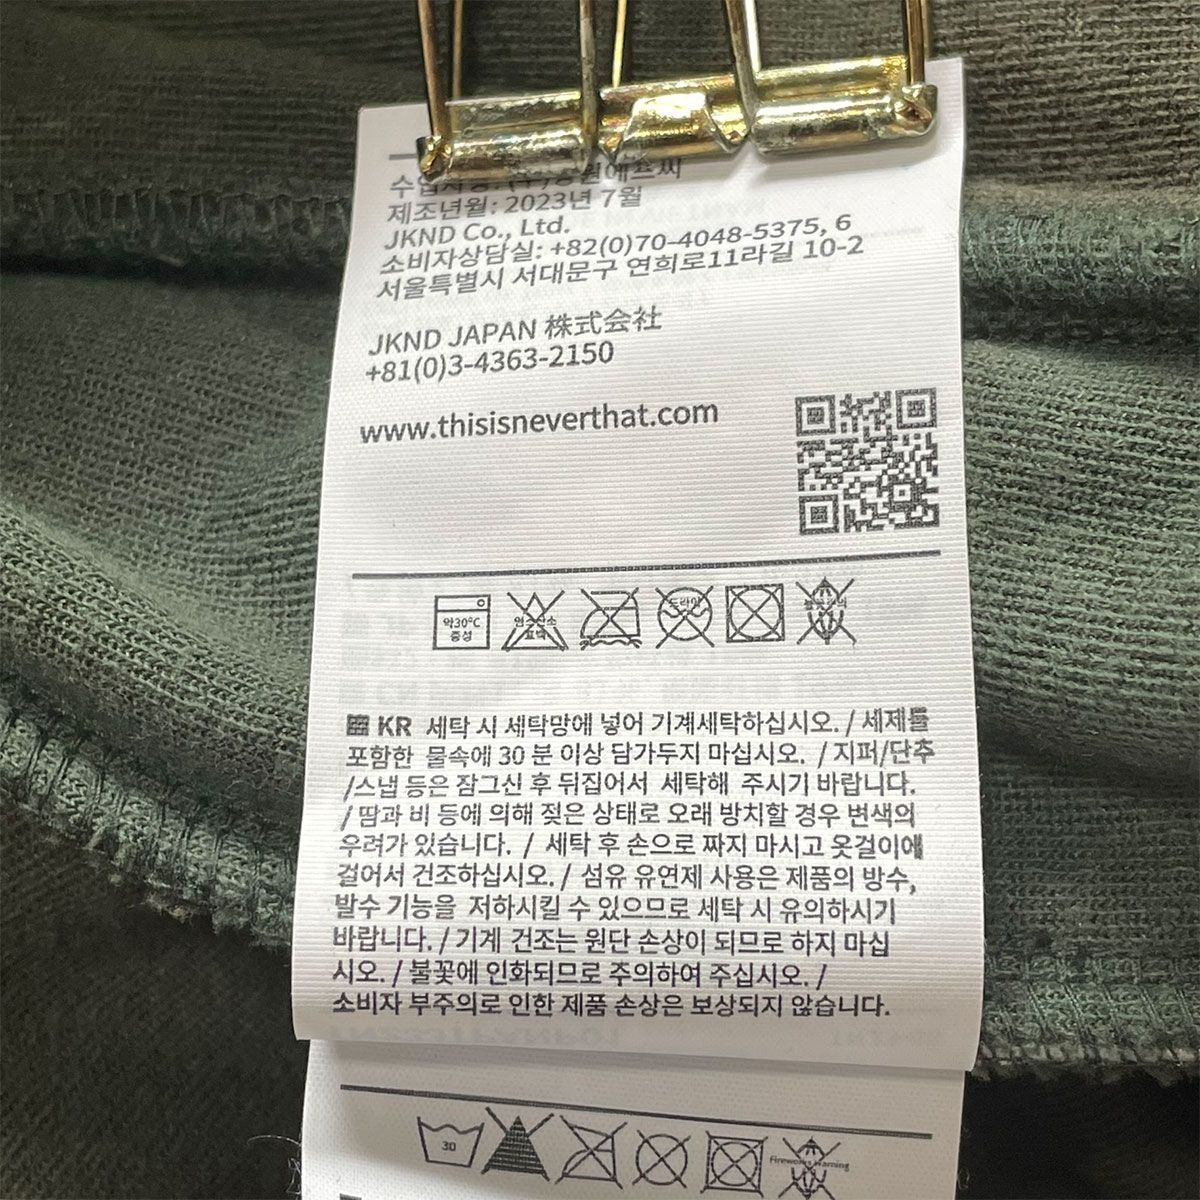 제조년월: 2023년 7월
JKND Co., Ltd.
소비자상담실: +82(0)70-4048-5375, 6
서울특별시 서대문구 연희로11라길 10-2
JKND JAPAN 株式会社
+81(0)3-4363-2150
www.thisisneverthat.com
약30°C
중성
드라이
KR 세탁 시 세탁망에 넣어 기계세탁하십시오. / 세제를
포함한 물속에 30 분 이상 담가두지 마십시오. / 지퍼/단추
/스냅 등은 잠그신 후 뒤집어서 세탁해 주시기 바랍니다.
/ 땀과 비 등에 의해 젖은 상태로 오래 방치할 경우 변색의
우려가 있습니다. / 세탁 후 손으로 짜지 마시고 옷걸이에
걸어서 건조하십시오. / 섬유 유연제 사용은 제품의 방수,
발수 기능을 저하시킬 수 있으므로 세탁 시 유의하시기
바랍니다. / 기계 건조는 원단 손상이 되므로 하지 마십
시오. / 불꽃에 인화되므로 주의하여 주십시오. /
소비자 부주의로 인한 제품 손상은 보상되지 않습니다.
30
Fireworks Warning